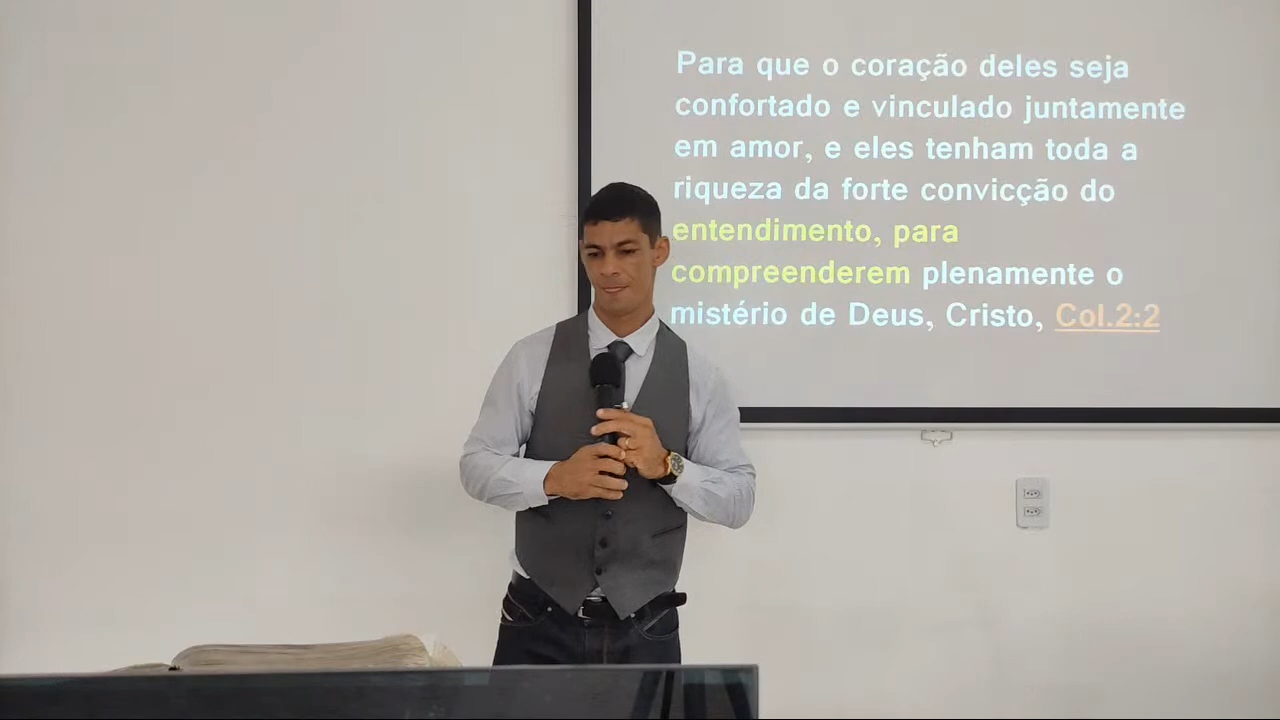 Para que o coração deles seja
confortado e vinculado juntamente
em amor, e eles tenham toda a
riqueza da forte convicção do
entendimento, para
compreenderem plenamente o
mistério de Deus, Cristo, Col.2:2